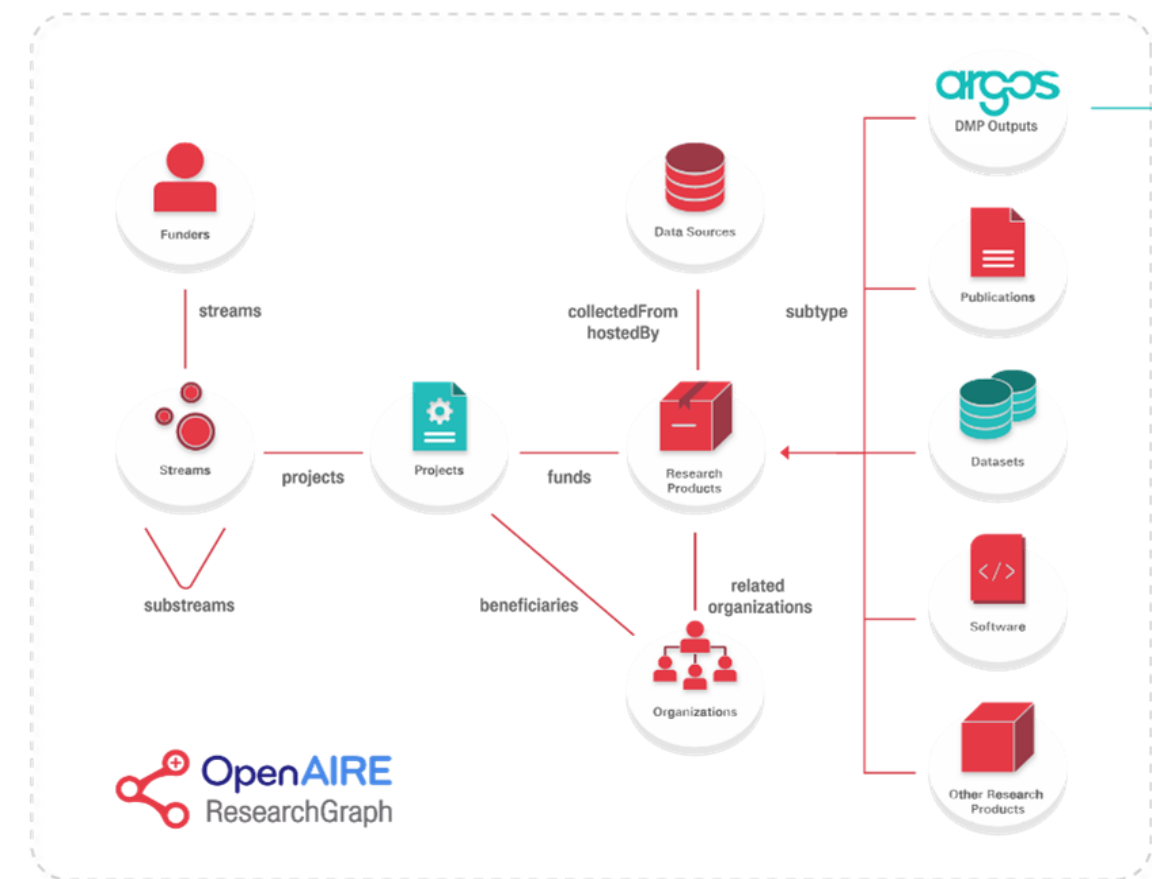 argos
DMP Outputs
Funders
Data Sources
Publications
streams
collectedFrom
hostedBy
subtype
Streams
Projects
Research
Products
Datasets
projects
funds
substreams
beneficiaries
related
organizations
</>
Software
Organizations
OpenAIRE
ResearchGraph
Other Research
Products